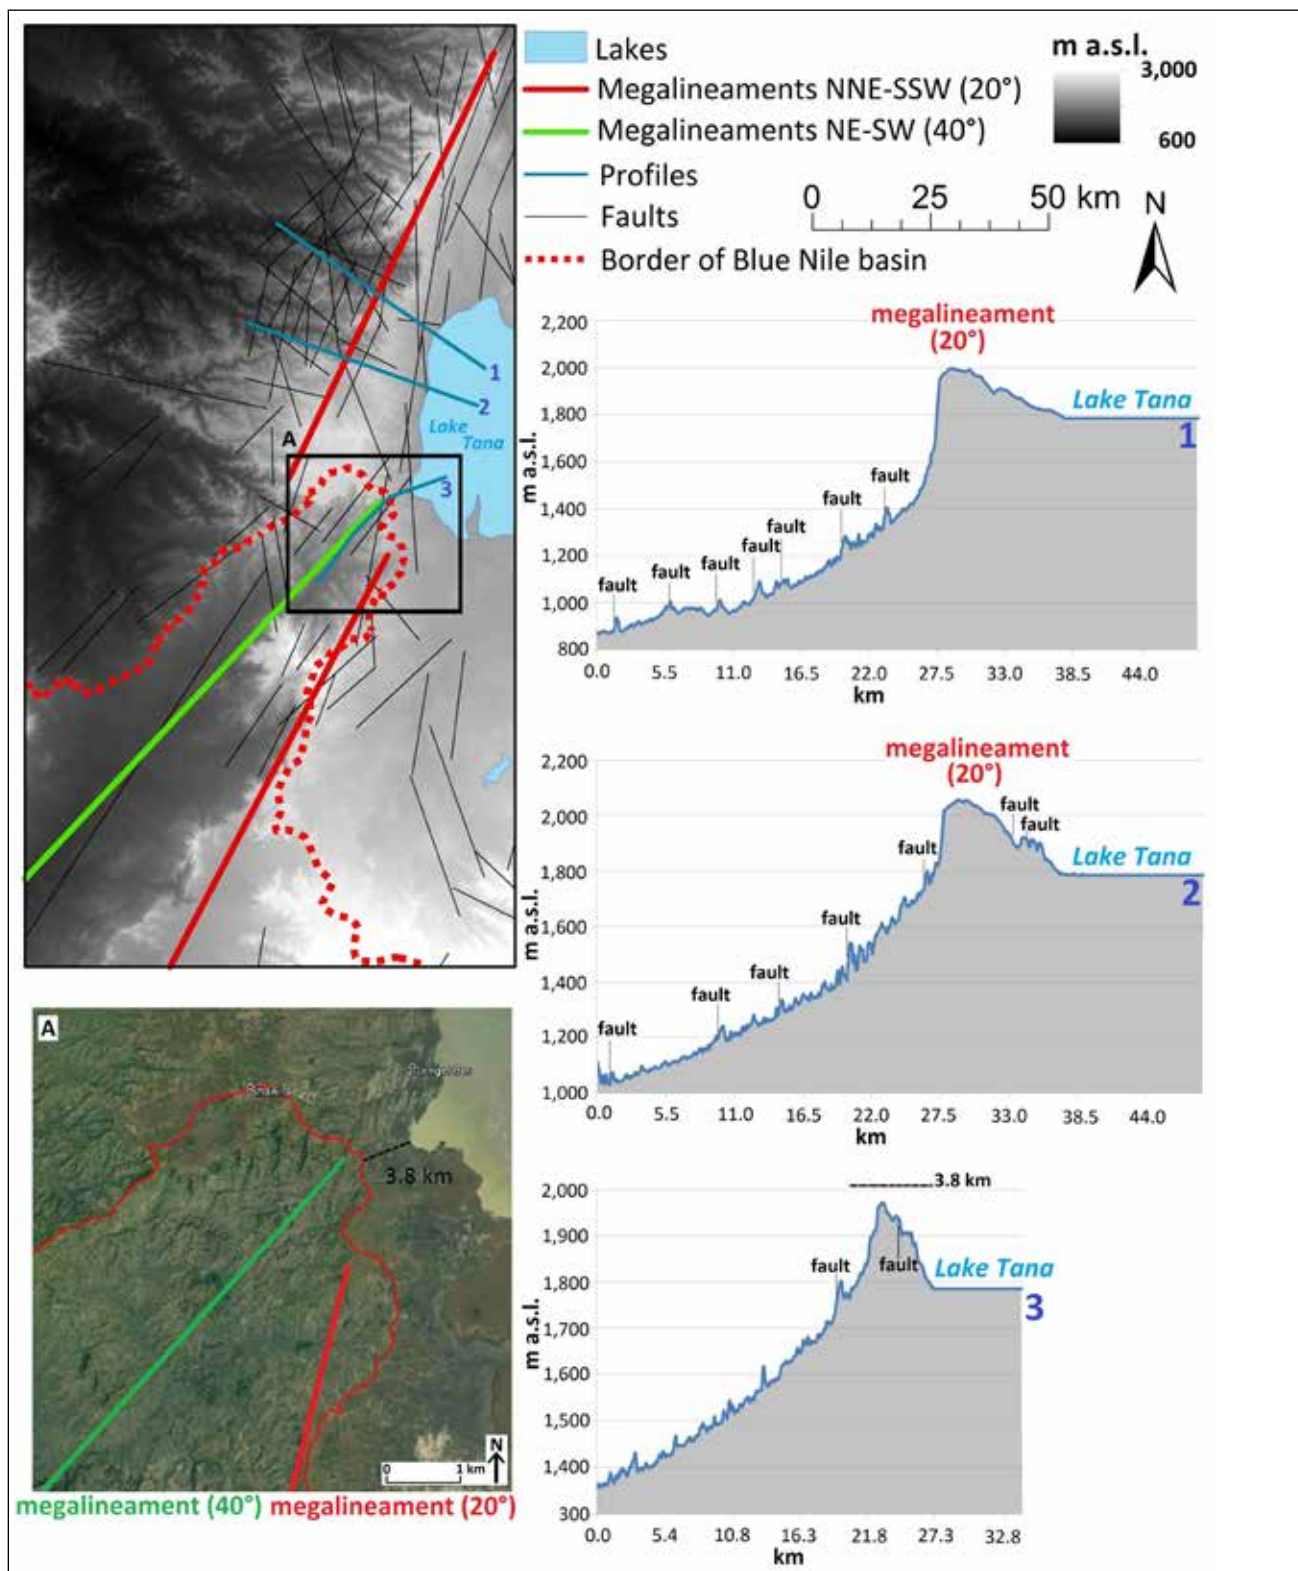 Lakes
Megalineaments NNE-SSW (20°)
Megalineaments NE-SW (40°)
Profiles
Faults
Border of Blue Nile basin
m a.s.l.
3,000
600
0 25 50 km
N
1
2
Lake
Tana
A
3
megalineament
(20°)
2,200
2,000
1,800
1,600
1,400
1,200
1,000
800
m a.s.l.
fault
fault
fault
fault
fault
fault
fault
Lake Tana
1
0.0 5.5 11.0 16.5 22.0 27.5 33.0 38.5 44.0
km
megalineament
(20°)
2,200
2,000
1,800
1,600
1,400
1,200
1,000
m a.s.l.
fault
fault
fault
fault
fault
fault
fault
Lake Tana
2
0.0 5.5 11.0 16.5 22.0 27.5 33.0 38.5 44.0
km
A
3.8 km
0 1 km
N
megalineament (40°) megalineament (20°)
3.8 km
2,000
1,900
1,800
1,700
1,600
1,500
1,400
300
m a.s.l.
fault
fault
Lake Tana
3
0.0 5.4 10.8 16.3 21.8 27.3 32.8
km